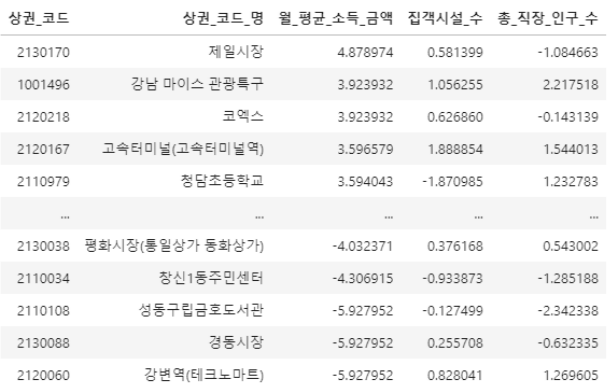 상권_코드 상권_코드_명 월_평균_소득_금액 집객시설_수 총_직장_인구_수
2130170 제일시장 4.878974 0.581399 -1.084663
1001496 강남 마이스 관광특구 3.923932 1.056255 2.217518
2120218 코엑스 3.923932 0.626860 -0.143139
2120167 고속터미널(고속터미널역) 3.596579 1.888854 1.544013
2110979 청담초등학교 3.594043 -1.870985 1.232783
... ... ... ... ...
2130038 평화시장(통일상가 동화상가) -4.032371 0.376168 0.543002
2110034 창신1동주민센터 -4.306915 -0.933873 -1.285188
2110108 성동구립금호도서관 -5.927952 -0.127499 -2.342338
2130088 경동시장 -5.927952 0.255708 -0.632335
2120060 강변역(테크노마트) -5.927952 0.828041 1.269605